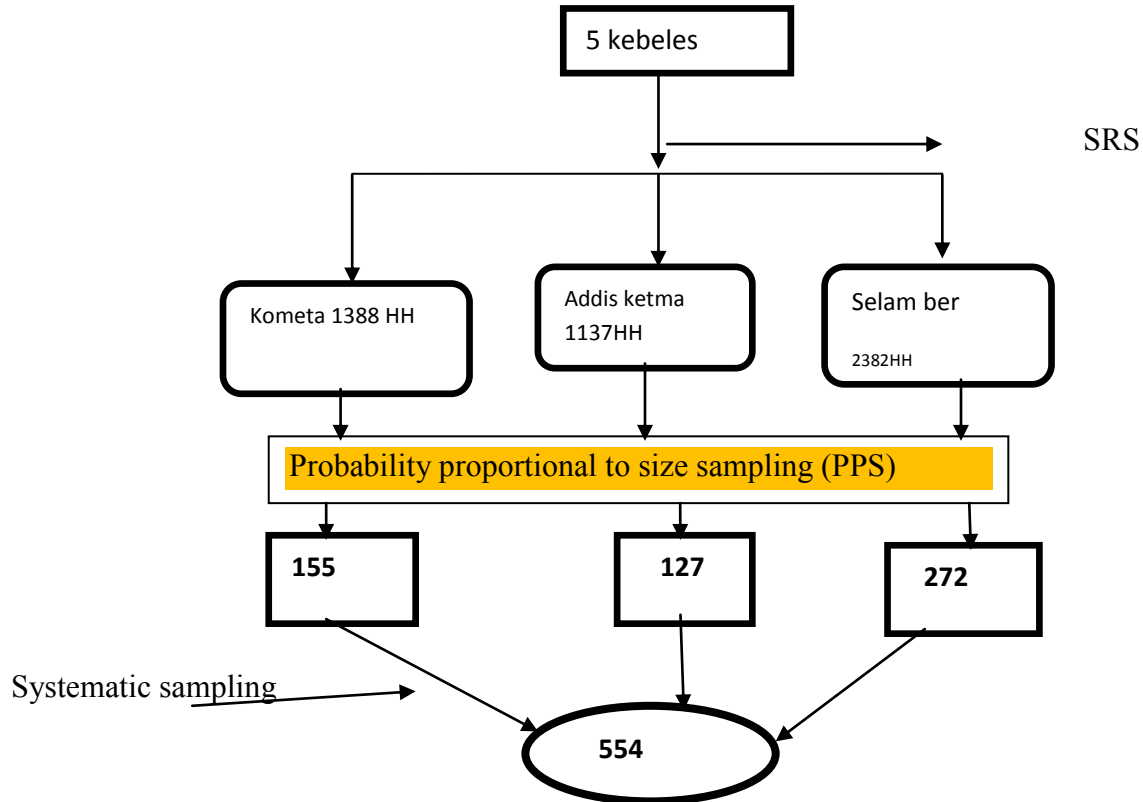 5 kebeles
SRS
Kometa 1388 HH
Addis ketma
1137HH
Selam ber
2382HH
Probability proportional to size sampling (PPS)
155
127
272
Systematic sampling
554